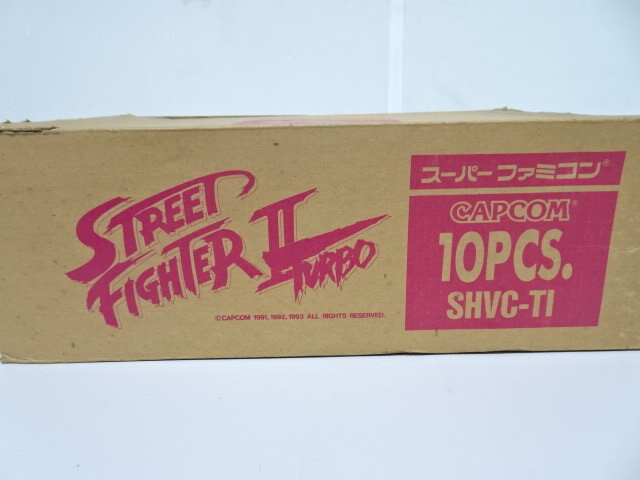 STREET
FIGHTER II
TURBO
©CAPCOM 1991, 1992, 1993 ALL RIGHTS RESERVED.
スーパーファミコン®
CAPCOM®
10PCS.
SHVC-TI